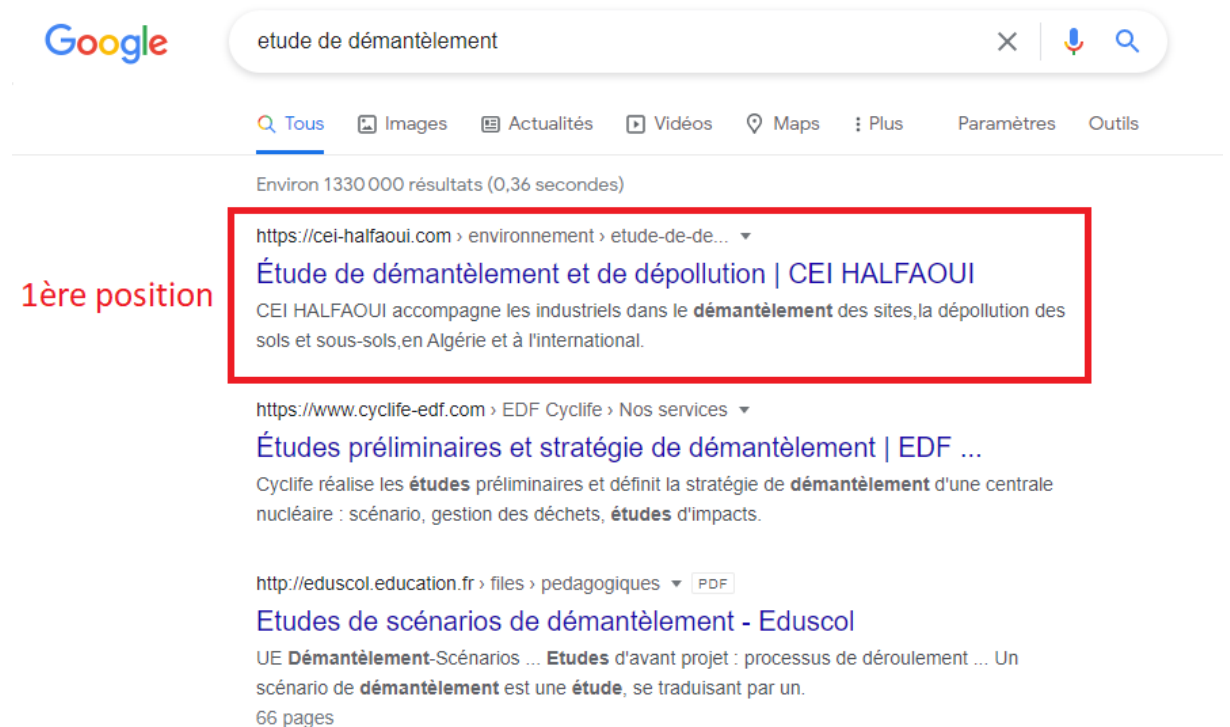 Google
etude de démantèlement
Tous Images Actualités Vidéos Maps Plus Paramètres Outils
Environ 1 330 000 résultats (0,36 secondes)
1ère position
https://cei-halfaoui.com › environnement › etude-de-de...
Étude de démantèlement et de dépollution | CEI HALFAOUI
CEI HALFAOUI accompagne les industriels dans le démantèlement des sites,la dépollution des
sols et sous-sols,en Algérie et à l'international.
https://www.cyclife-edf.com › EDF Cyclife › Nos services
Études préliminaires et stratégie de démantèlement | EDF ...
Cyclife réalise les études préliminaires et définit la stratégie de démantèlement d'une centrale
nucléaire : scénario, gestion des déchets, études d'impacts.
http://eduscol.education.fr › files › pedagogiques PDF
Etudes de scénarios de démantèlement - Eduscol
UE Démantèlement-Scénarios ... Etudes d'avant projet : processus de déroulement ... Un
scénario de démantèlement est une étude, se traduisant par un.
66 pages